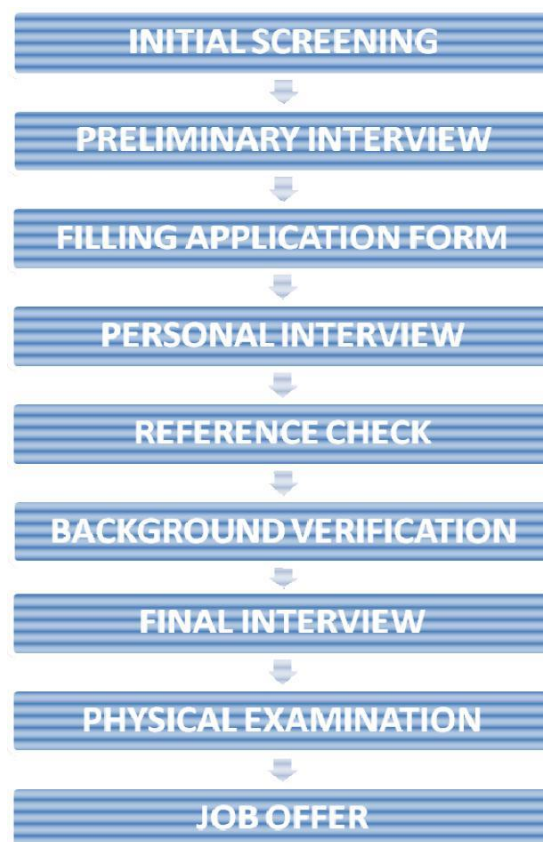 INITIAL SCREENING
PRELIMINARY INTERVIEW
FILLING APPLICATION FORM
PERSONAL INTERVIEW
REFERENCE CHECK
BACKGROUND VERIFICATION
FINAL INTERVIEW
PHYSICAL EXAMINATION
JOB OFFER